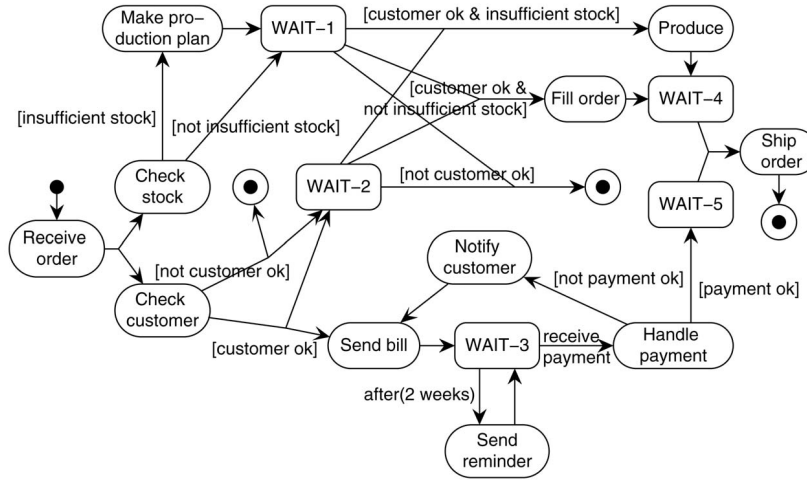 Make pro-
duction plan
WAIT-1
[customer ok & insufficient stock]
Produce
[insufficient stock]
[not insufficient stock]
[customer ok &
not insufficient stock]
Fill order
WAIT-4
Check
stock
WAIT-2
[not customer ok]
Ship
order
WAIT-5
Receive
order
[not customer ok]
Notify
customer
[not payment ok]
[payment ok]
Check
customer
[customer ok]
Send bill
WAIT-3
receive
payment
Handle
payment
after(2 weeks)
Send
reminder